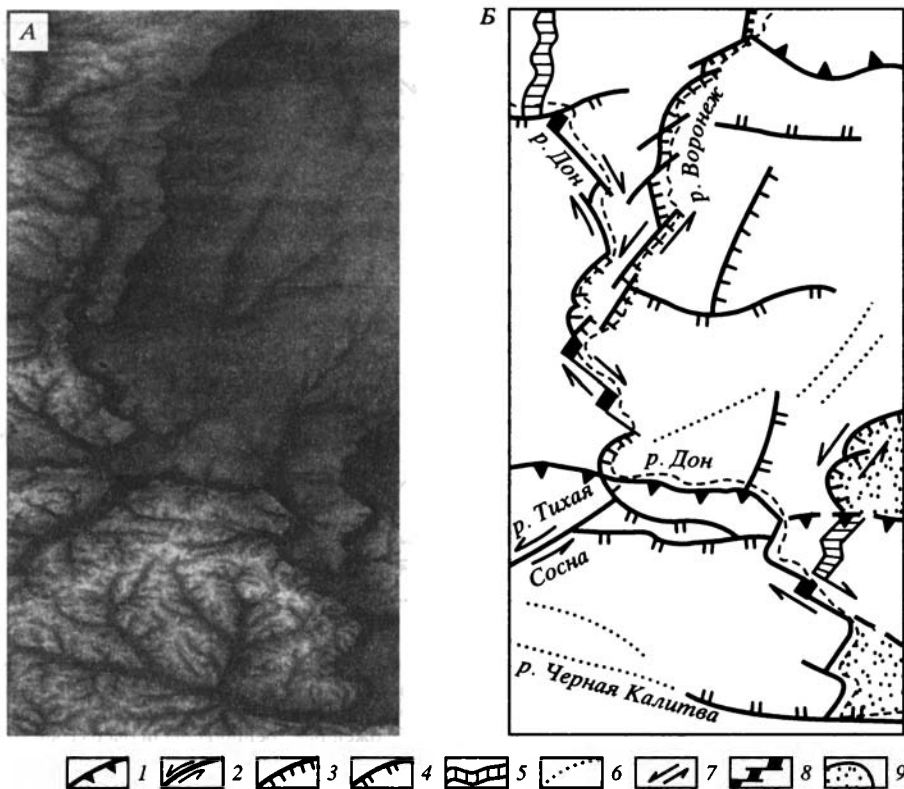 А
Б
р. Дон
р. Воронеж
р. Дон
р. Тихая
Сосна
р. Черная Калитва
1 2 3 4 5 6 7 8 9